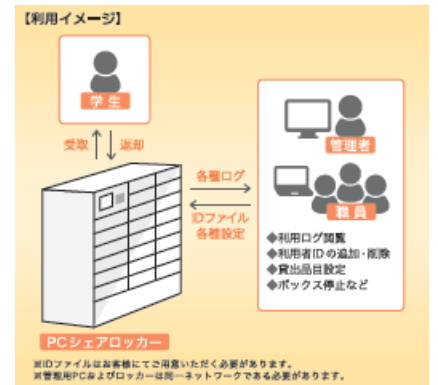 【利用イメージ】
学生
受取
返却
各種ログ
IDファイル
各種設定
管理者
職員
◆利用ログ閲覧
◆利用者IDの追加・削除
◆貸出品目設定
◆ボックス停止など
PCシェアロッカー
※IDファイルはお客様にてご用意いただく必要があります。
※管理用PCおよびロッカーは同一ネットワークである必要があります。